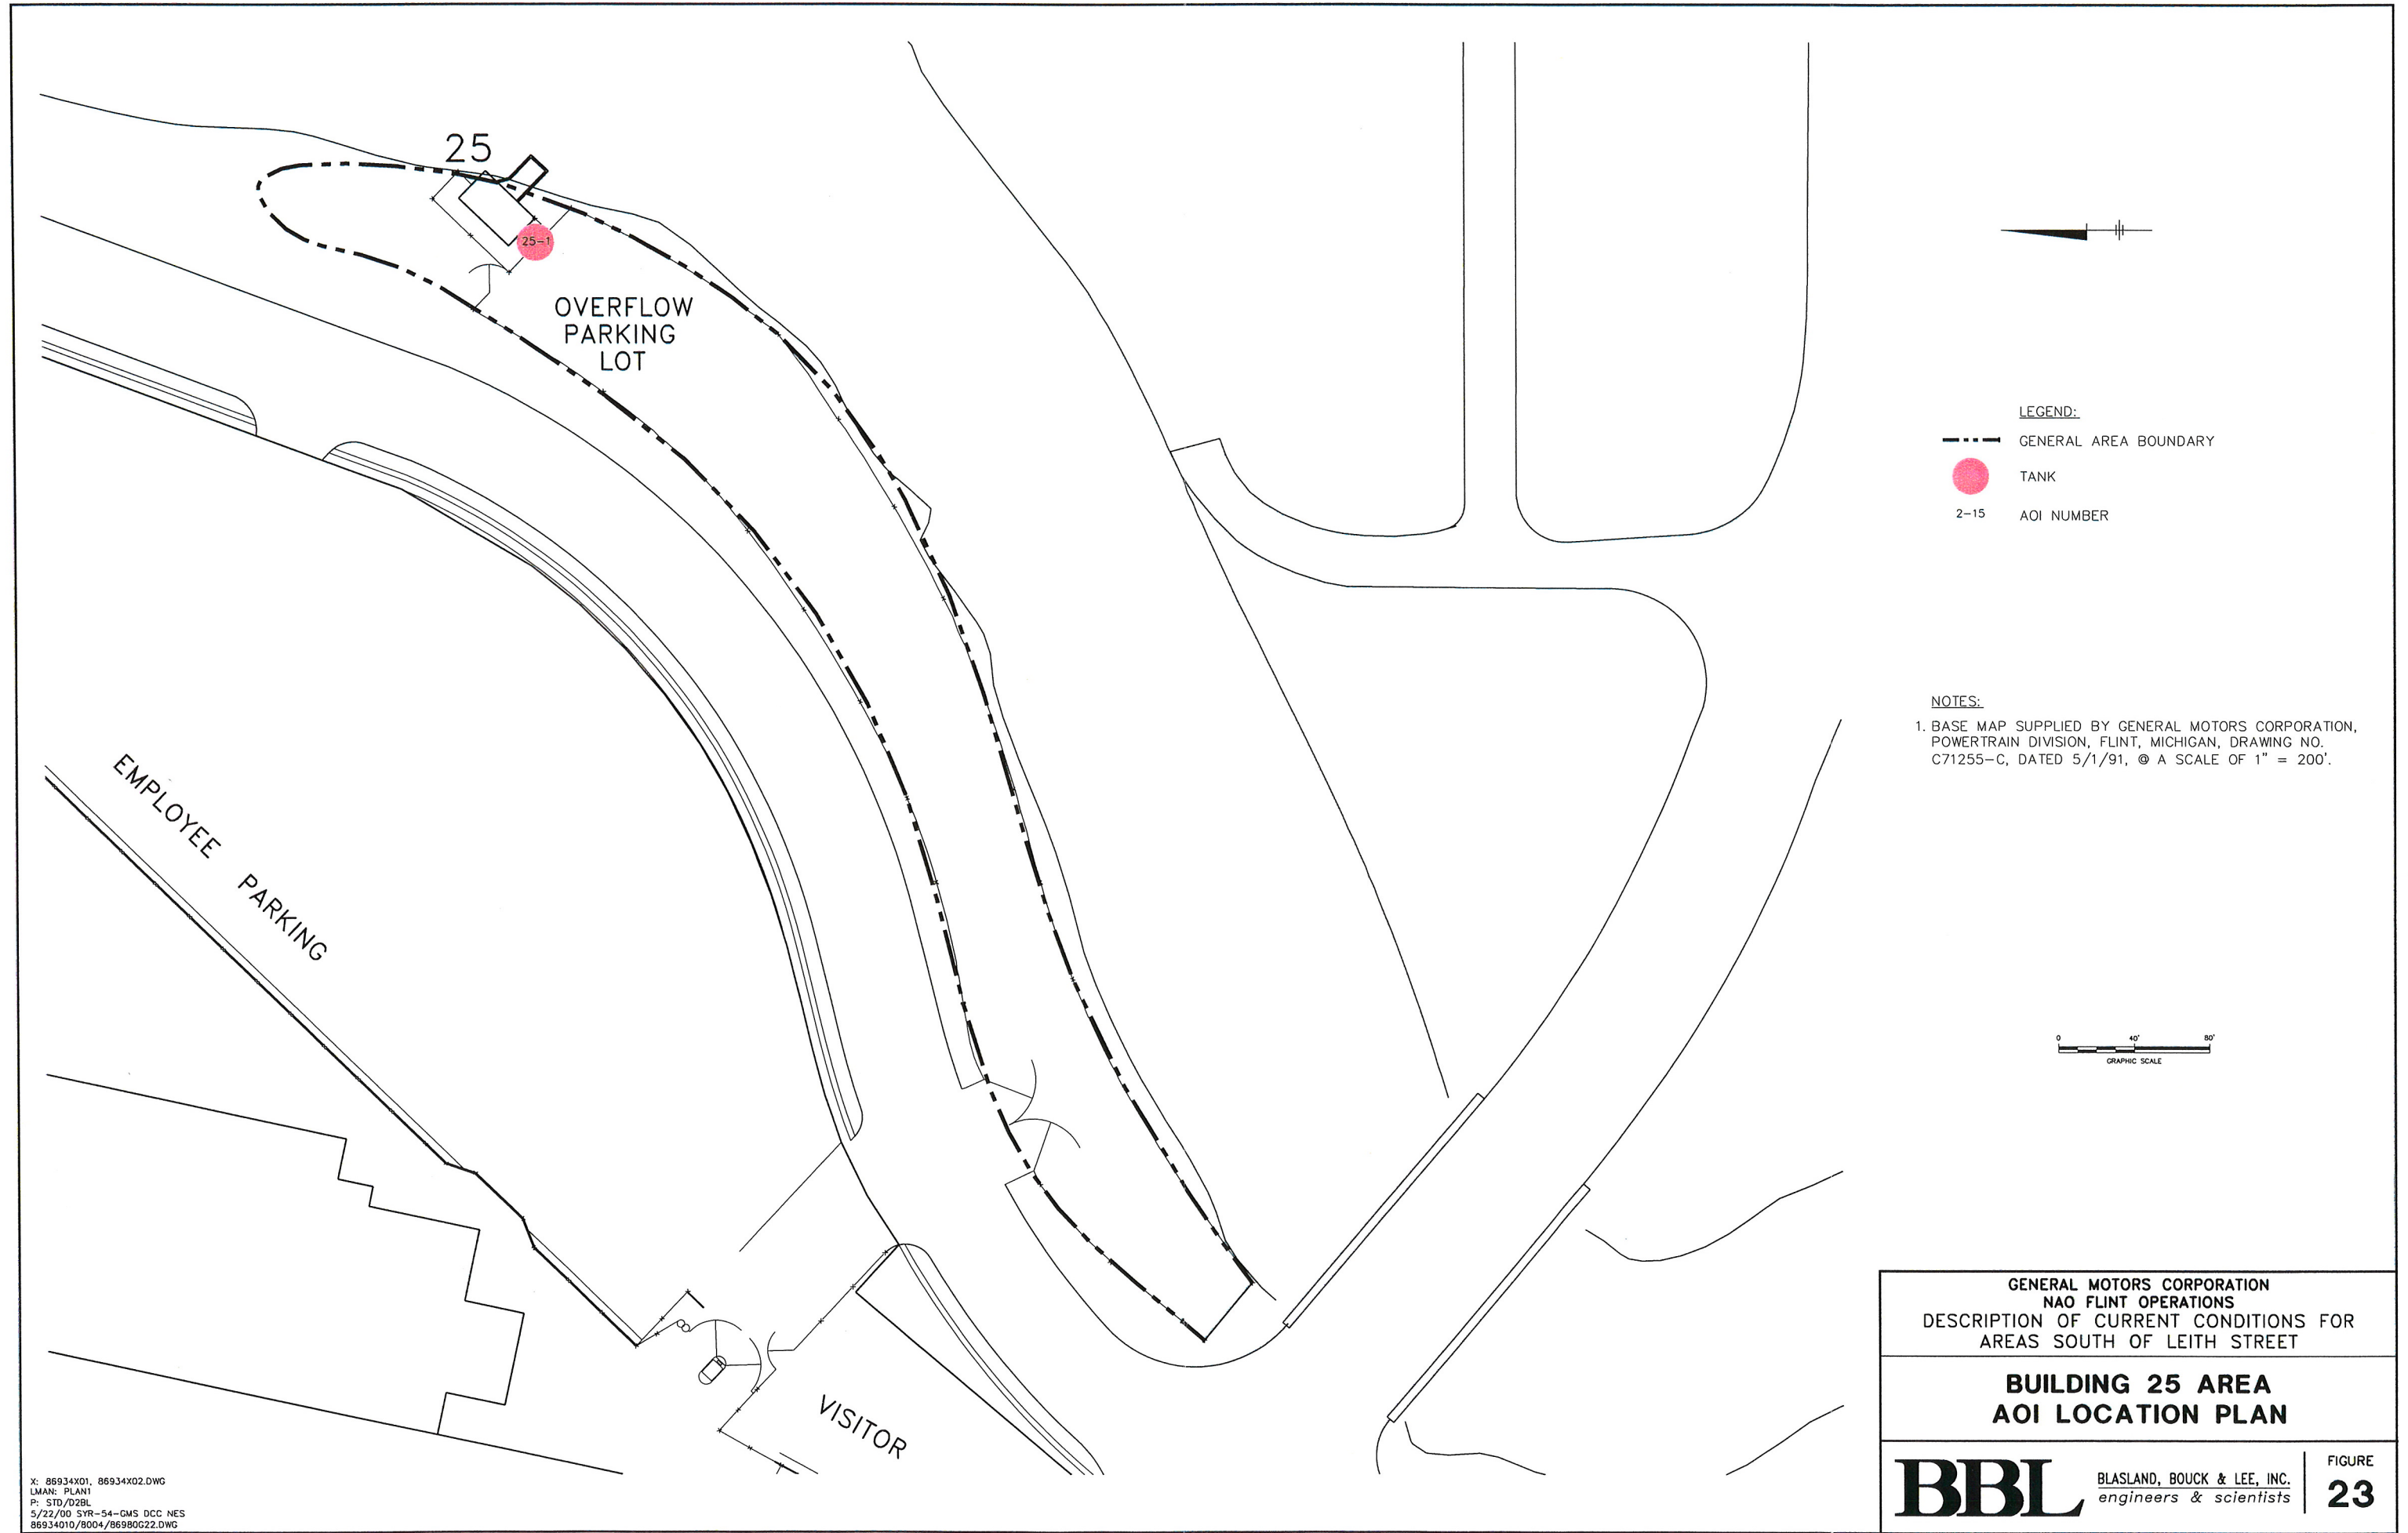 25
25-1
OVERFLOW
PARKING
LOT
EMPLOYEE PARKING
VISITOR
LEGEND:
GENERAL AREA BOUNDARY
TANK
2-15 AOI NUMBER
NOTES:
1. BASE MAP SUPPLIED BY GENERAL MOTORS CORPORATION,
POWERTRAIN DIVISION, FLINT, MICHIGAN, DRAWING NO.
C71255-C, DATED 5/1/91, @ A SCALE OF 1" = 200'.
0 40' 80'
GRAPHIC SCALE
GENERAL MOTORS CORPORATION
NAO FLINT OPERATIONS
DESCRIPTION OF CURRENT CONDITIONS FOR
AREAS SOUTH OF LEITH STREET
BUILDING 25 AREA
AOI LOCATION PLAN
BBL
BLASLAND, BOUCK & LEE, INC.
engineers & scientists
FIGURE
23
X: 86934X01, 86934X02.DWG
LMAN: PLAN1
P: STD/D2BL
5/22/00 SYR-54-GMS DCC NES
86934010/8004/86980G22.DWG